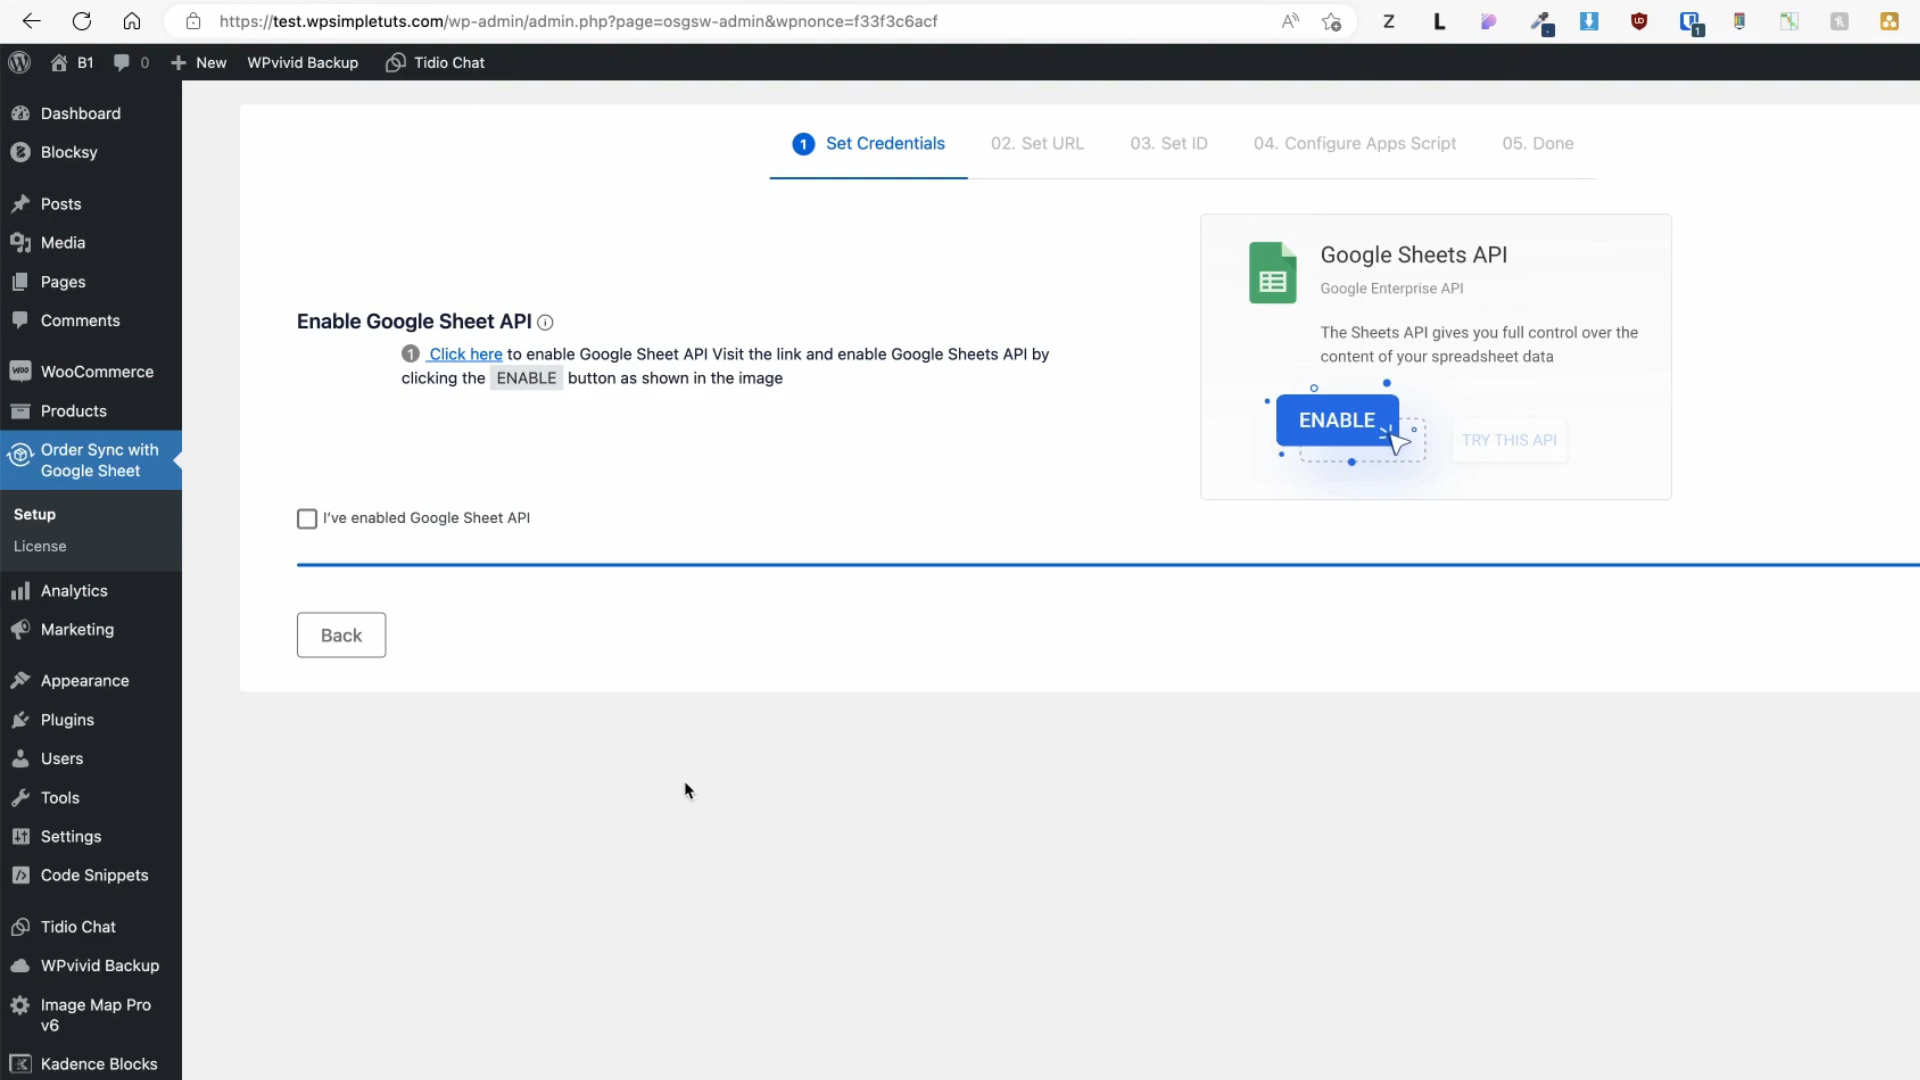 https://test.wpsimpletuts.com/wp-admin/admin.php?page=osgsw-admin&wpnonce=f33f3c6acf
B1
0
New
WPvivid Backup
Tidio Chat
Dashboard
Blocksy
Posts
Media
Pages
Comments
WooCommerce
Products
Order Sync with
Google Sheet
Setup
License
Analytics
Marketing
Appearance
Plugins
Users
Tools
Settings
Code Snippets
Tidio Chat
WPvivid Backup
Image Map Pro
v6
Kadence Blocks
1 Set Credentials
02. Set URL
03. Set ID
04. Configure Apps Script
05. Done
Enable Google Sheet API
1 Click here to enable Google Sheet API Visit the link and enable Google Sheets API by
clicking the ENABLE button as shown in the image
I've enabled Google Sheet API
Back
Google Sheets API
Google Enterprise API
The Sheets API gives you full control over the
content of your spreadsheet data
ENABLE
TRY THIS API